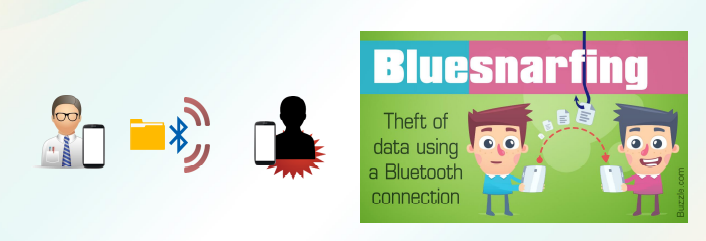 Bluesnarfing
Theft of
data using
a Bluetooth
connection
Buzzle.com